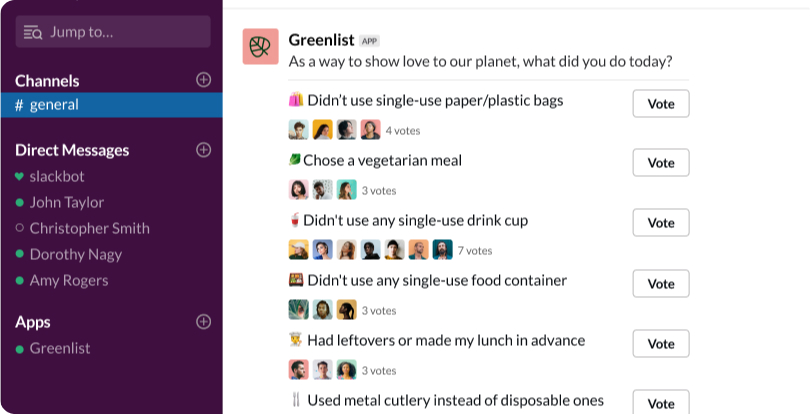 Jump to...
Channels
# general
Direct Messages
slackbot
John Taylor
Christopher Smith
Dorothy Nagy
Amy Rogers
Apps
Greenlist
Greenlist APP
As a way to show love to our planet, what did you do today?
Didn't use single-use paper/plastic bags
Vote
4 votes
Chose a vegetarian meal
Vote
3 votes
Didn't use any single-use drink cup
Vote
7 votes
Didn't use any single-use food container
Vote
3 votes
Had leftovers or made my lunch in advance
Vote
3 votes
Used metal cutlery instead of disposable ones
Vote